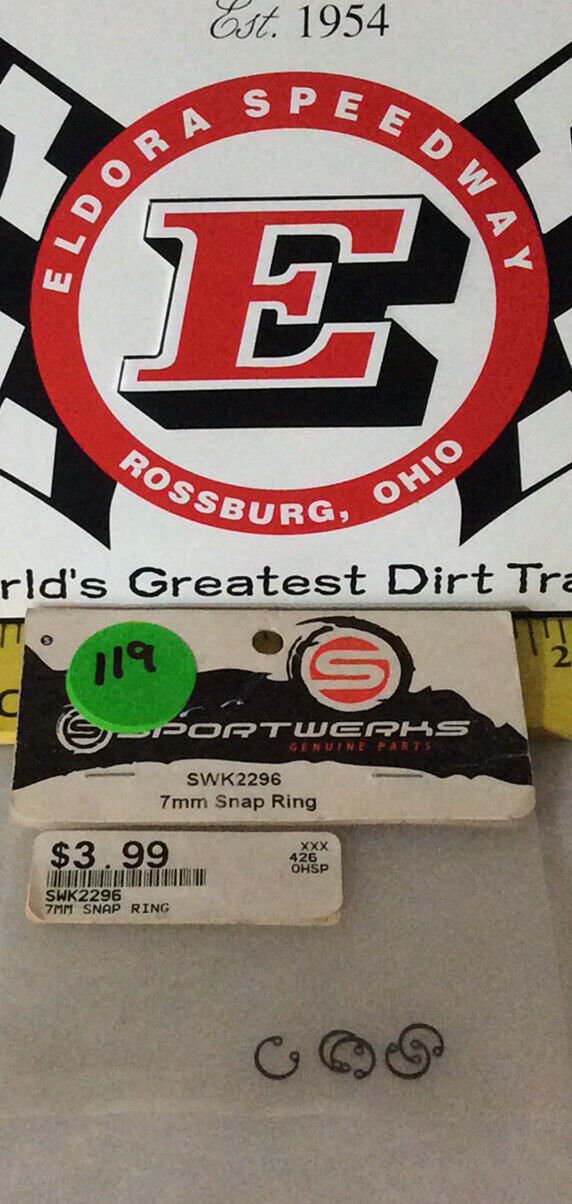 Est. 1954
ELDORA SPEEDWAY
E
ROSSBURG, OHIO
rld's Greatest Dirt Tra
2
119
S
SPORTWERKS
GENUINE PARTS
SWK2296
7mm Snap Ring
$3.99
XXX
426
OHSP
SWK2296
7MM SNAP RING